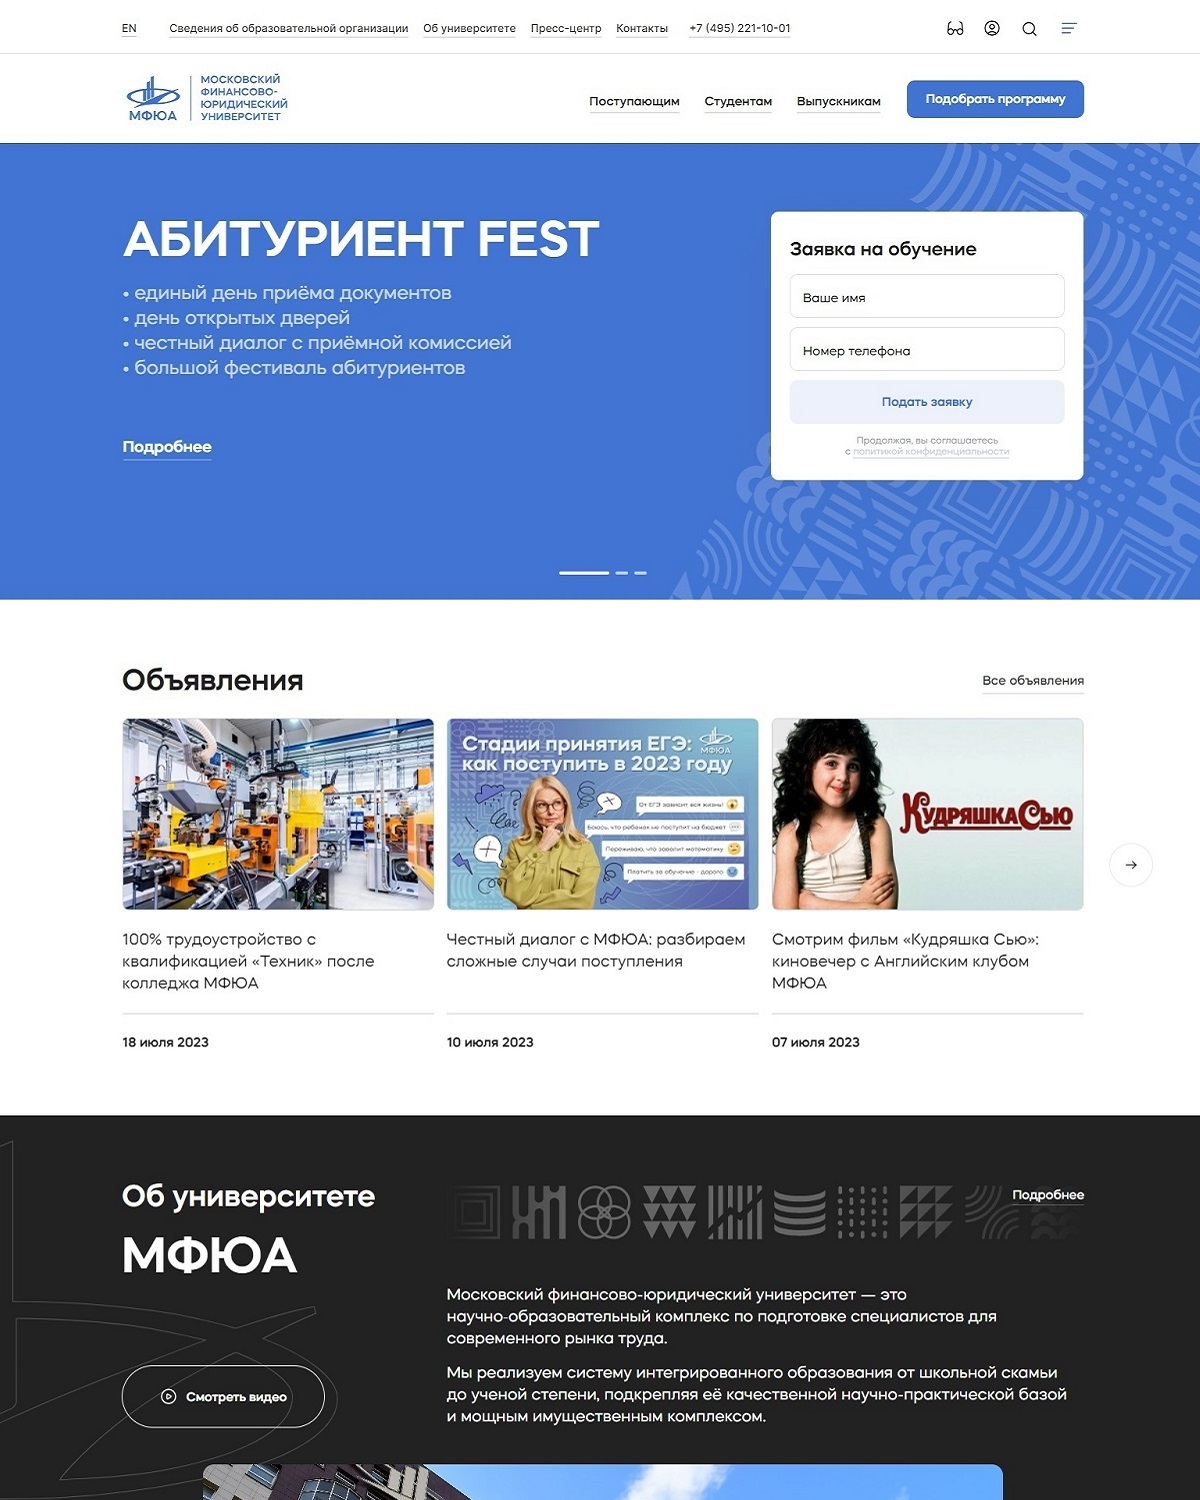 EN Сведения об образовательной организации Об университете Пресс-центр Контакты +7 (495) 221-10-01
МФЮА
МОСКОВСКИЙ
ФИНАНСОВО-
ЮРИДИЧЕСКИЙ
УНИВЕРСИТЕТ
Поступающим Студентам Выпускникам Подобрать программу
АБИТУРИЕНТ FEST
• единый день приёма документов
• день открытых дверей
• честный диалог с приёмной комиссией
• большой фестиваль абитуриентов
Подробнее
Заявка на обучение
Ваше имя
Номер телефона
Подать заявку
Продолжая, вы соглашаетесь
с политикой конфиденциальности
Объявления
Все объявления
Стадии принятия ЕГЭ:
как поступить в 2023 году
МФЮА
От ЕГЭ зависит вся жизнь!
Боюсь, что ребенок не поступит на бюджет
Переживаю, что завалит математику
Платить за обучение - дорого
КУДРЯШКА СЬЮ
100% трудоустройство с
квалификацией «Техник» после
колледжа МФЮА
18 июля 2023
Честный диалог с МФЮА: разбираем
сложные случаи поступления
10 июля 2023
Смотрим фильм «Кудряшка Сью»:
киновечер с Английским клубом
МФЮА
07 июля 2023
Об университете
МФЮА
Подробнее
Московский финансово-юридический университет — это
научно-образовательный комплекс по подготовке специалистов для
современного рынка труда.
Мы реализуем систему интегрированного образования от школьной скамьи
до ученой степени, подкрепляя её качественной научно-практической базой
и мощным имущественным комплексом.
Смотреть видео